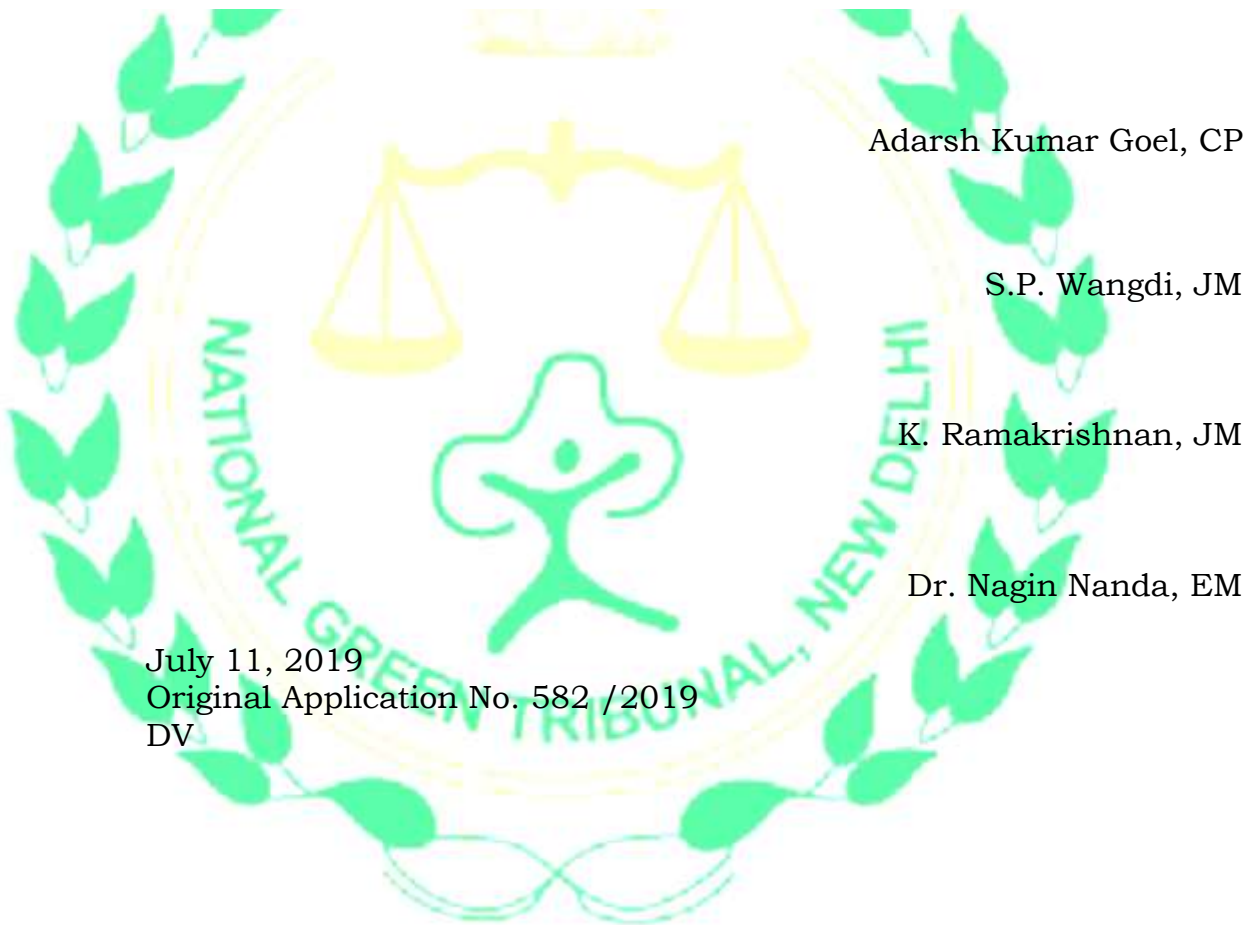 Adarsh Kumar Goel, CP
S.P. Wangdi, JM
K. Ramakrishnan, JM
Dr. Nagin Nanda, EM
July 11, 2019
Original Application No. 582 /2019
DV
NATIONAL GREEN TRIBUNAL, NEW DELHI